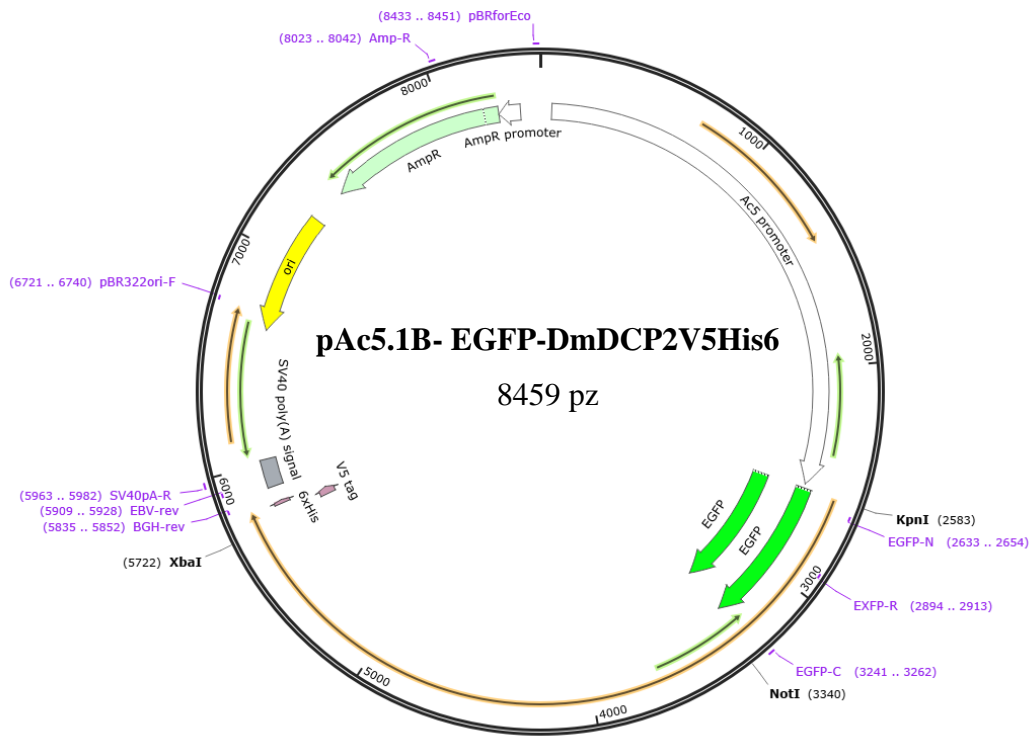 (8433 .. 8451) pBRforEco
(8023 .. 8042) Amp-R
8000
1000
AmpR promoter
AmpR
Ac5 promoter
7000
ori
(6721 .. 6740) pBR322ori-F
2000
pAc5.1B- EGFP-DmDCP2V5His6
8459 pz
SV40 poly(A) signal
V5 tag
6xHis
6000
(5963 .. 5982) SV40pA-R
(5909 .. 5928) EBV-rev
(5835 .. 5852) BGH-rev
(5722) XbaI
EGFP
EGFP
KpnI (2583)
EGFP-N (2633 .. 2654)
3000
EXFP-R (2894 .. 2913)
EGFP-C (3241 .. 3262)
NotI (3340)
5000
4000